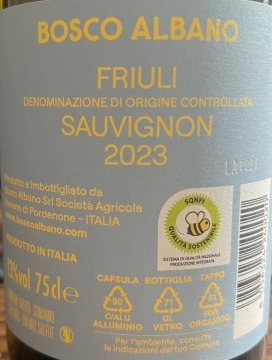 BOSCO ALBANO
FRIULI
DENOMINAZIONE DI ORIGINE CONTROLLATA
SAUVIGNON
2023
Prodotto e imbottigliato da
Bosco Albano Srl Società Agricola
Pordenone - ITALIA
www.boscoalbano.com
PRODOTTO IN ITALIA
vol 75cl e
SQNPI
QUALITÀ SOSTENIBILE
SISTEMA DI QUALITÀ NAZIONALE
PRODUZIONE INTEGRATA
CAPSULA BOTTIGLIA TAPPO
90 71 51
C/ALU GL FOR
ALLUMINIO VETRO ORGANICO
Per l'ambiente, consulta
le indicazioni del tuo Comune